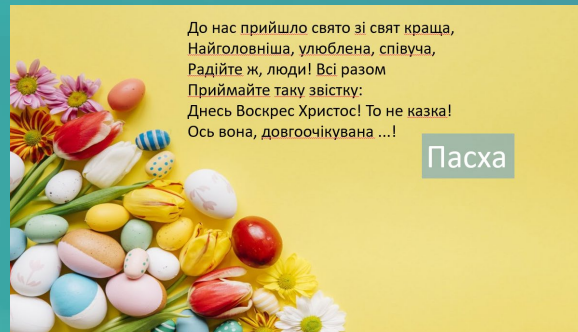 До нас прийшло свято зі свят краща,
Найголовніша, улюблена, співуча,
Радійте ж, люди! Всі разом
Приймайте таку звістку:
Днесь Воскрес Христос! То не казка!
Ось вона, довгоочікувана ...!
Пасха